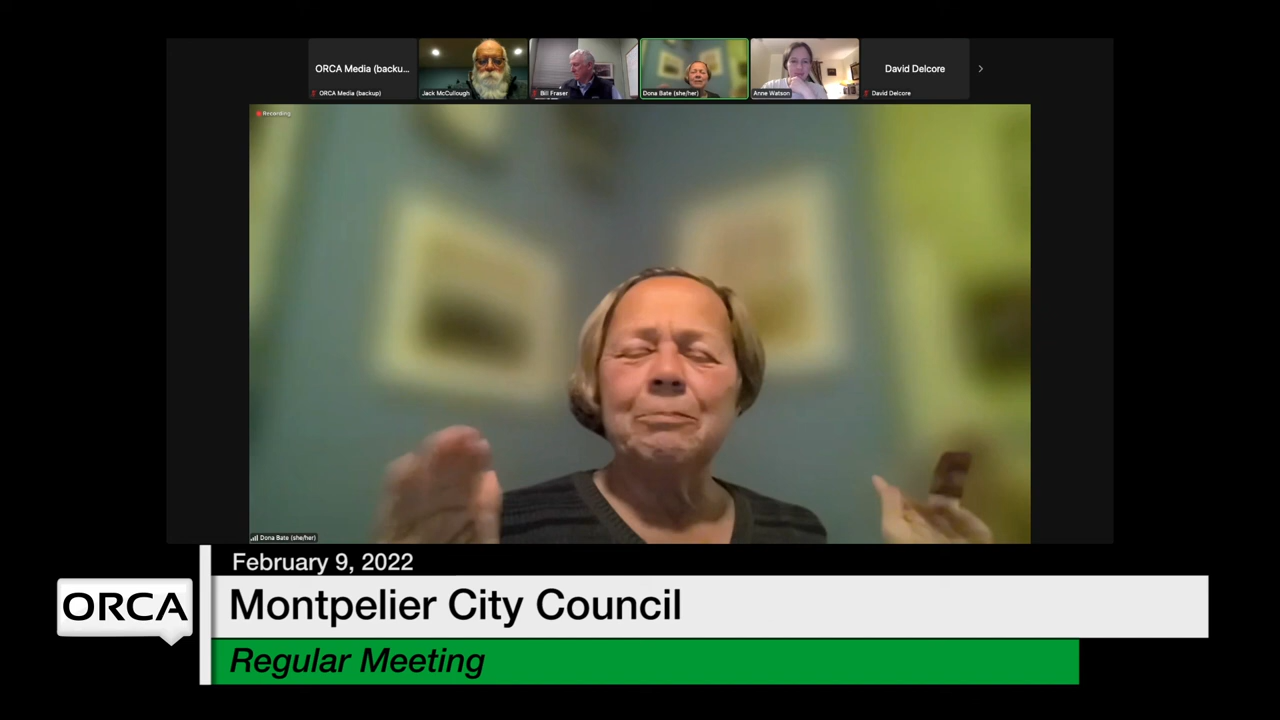 ORCA Media (backu...
David Delcore
ORCA Media (backup)
Jack McCullough
Bill Fraser
Dona Bate (she/her)
Anne Watson
David Delcore
Recording
Dona Bate (she/her)
February 9, 2022
ORCA
Montpelier City Council
Regular Meeting